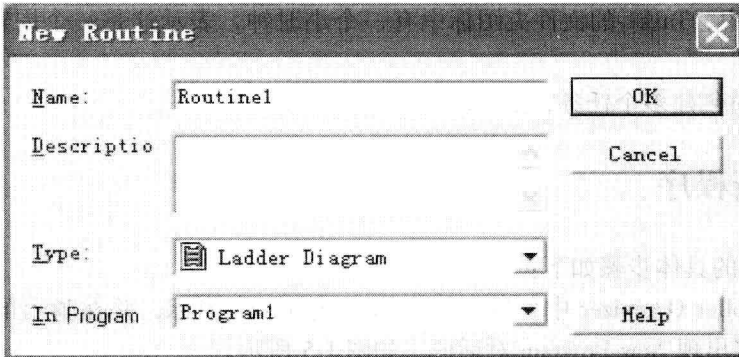 New Routine
Name:
Routine1
OK
Descriptio
Cancel
Type:
Ladder Diagram
In Program
Program1
Help